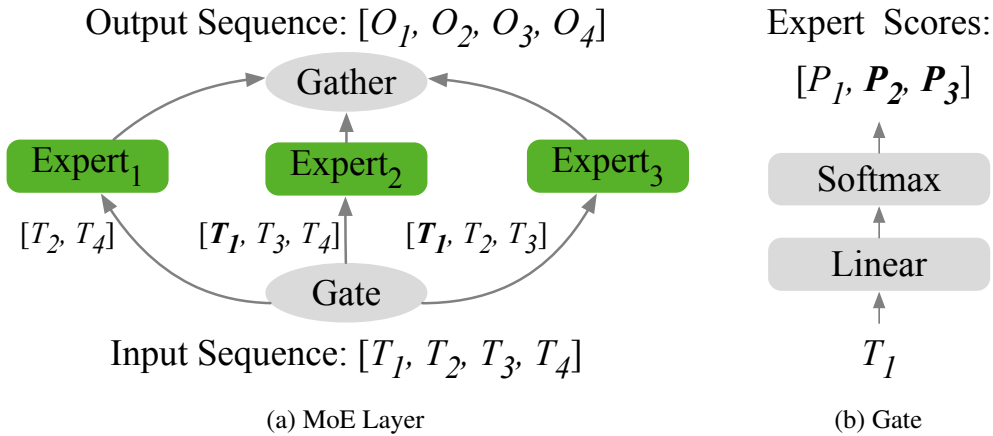 Output Sequence: [O1, O2, O3, O4]
Gather
Expert1
Expert2
Expert3
[T2, T4]
[T1, T3, T4]
[T1, T2, T3]
Gate
Input Sequence: [T1, T2, T3, T4]
(a) MoE Layer
Expert Scores:
[P1, P2, P3]
Softmax
Linear
T1
(b) Gate